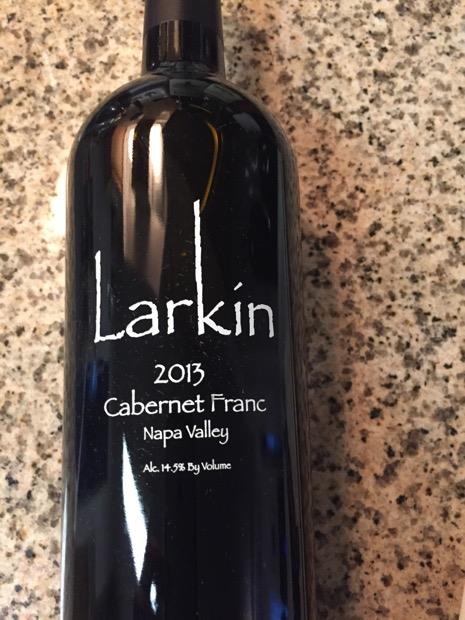 Larkin
2013
Cabernet Franc
Napa Valley
Alc. 14.5% By Volume